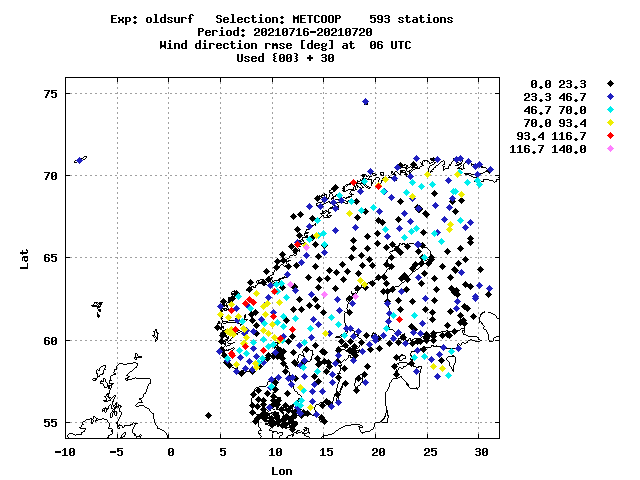 Exp: oldsurf   Selection: METCOOP    593 stations
Period: 20210716-20210720
Wind direction rmse [deg] at  06 UTC
Used {00} + 30
0.0 23.3
23.3 46.7
46.7 70.0
70.0 93.4
93.4 116.7
116.7 140.0
75
70
65
60
55
Lat
-10 -5 0 5 10 15 20 25 30
Lon